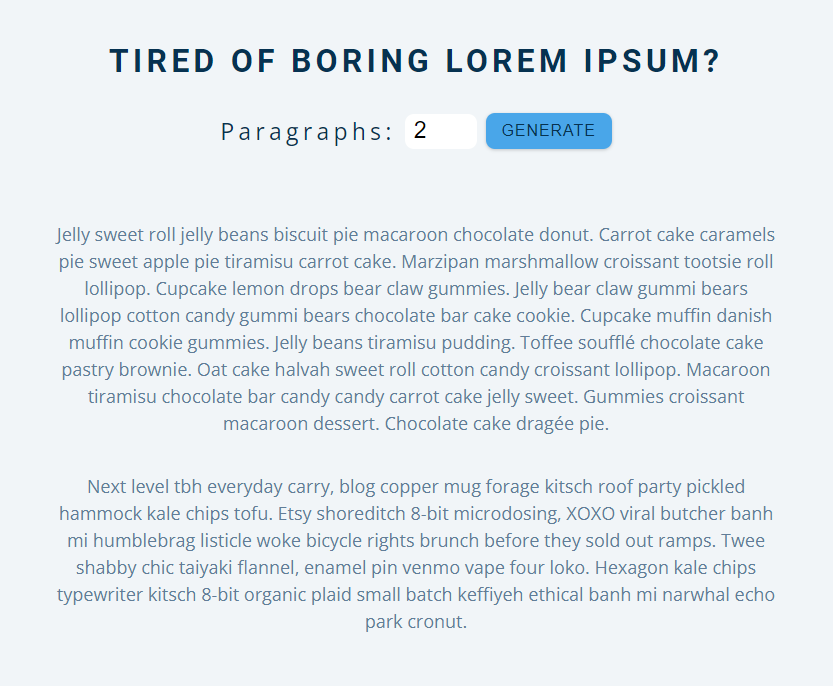 TIRED OF BORING LOREM IPSUM?
Paragraphs: 2 GENERATE
Jelly sweet roll jelly beans biscuit pie macaroon chocolate donut. Carrot cake caramels
pie sweet apple pie tiramisu carrot cake. Marzipan marshmallow croissant tootsie roll
lollipop. Cupcake lemon drops bear claw gummies. Jelly bear claw gummi bears
lollipop cotton candy gummi bears chocolate bar cake cookie. Cupcake muffin danish
muffin cookie gummies. Jelly beans tiramisu pudding. Toffee soufflé chocolate cake
pastry brownie. Oat cake halvah sweet roll cotton candy croissant lollipop. Macaroon
tiramisu chocolate bar candy candy carrot cake jelly sweet. Gummies croissant
macaroon dessert. Chocolate cake dragée pie.
Next level tbh everyday carry, blog copper mug forage kitsch roof party pickled
hammock kale chips tofu. Etsy shoreditch 8-bit microdosing, XOXO viral butcher banh
mi humblebrag listicle woke bicycle rights brunch before they sold out ramps. Twee
shabby chic taiyaki flannel, enamel pin venmo vape four loko. Hexagon kale chips
typewriter kitsch 8-bit organic plaid small batch keffiyeh ethical banh mi narwhal echo
park cronut.